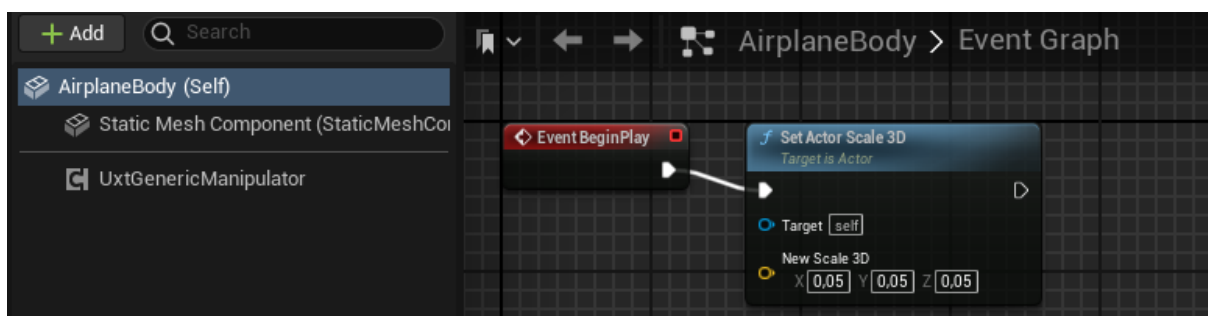 + Add
Search
AirplaneBody (Self)
Static Mesh Component (StaticMeshCo
UxtGenericManipulator
AirplaneBody > Event Graph
Event BeginPlay
f Set Actor Scale 3D
Target is Actor
Target self
New Scale 3D
X 0,05 Y 0,05 Z 0,05